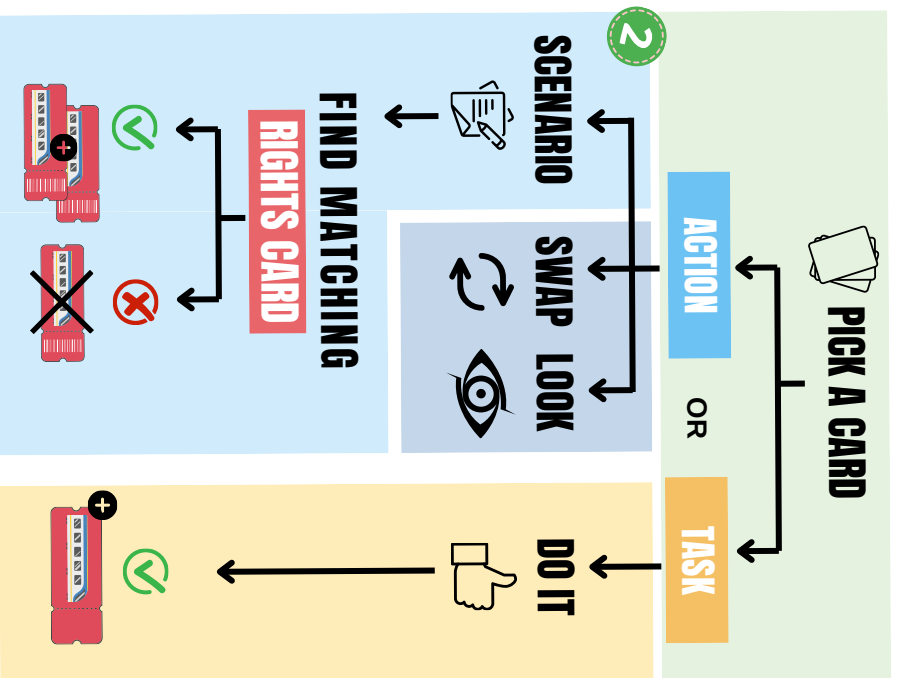 2
PICK A CARD
ACTION
OR
TASK
SCENARIO
SWAP
LOOK
DO IT
FIND MATCHING
RIGHTS CARD